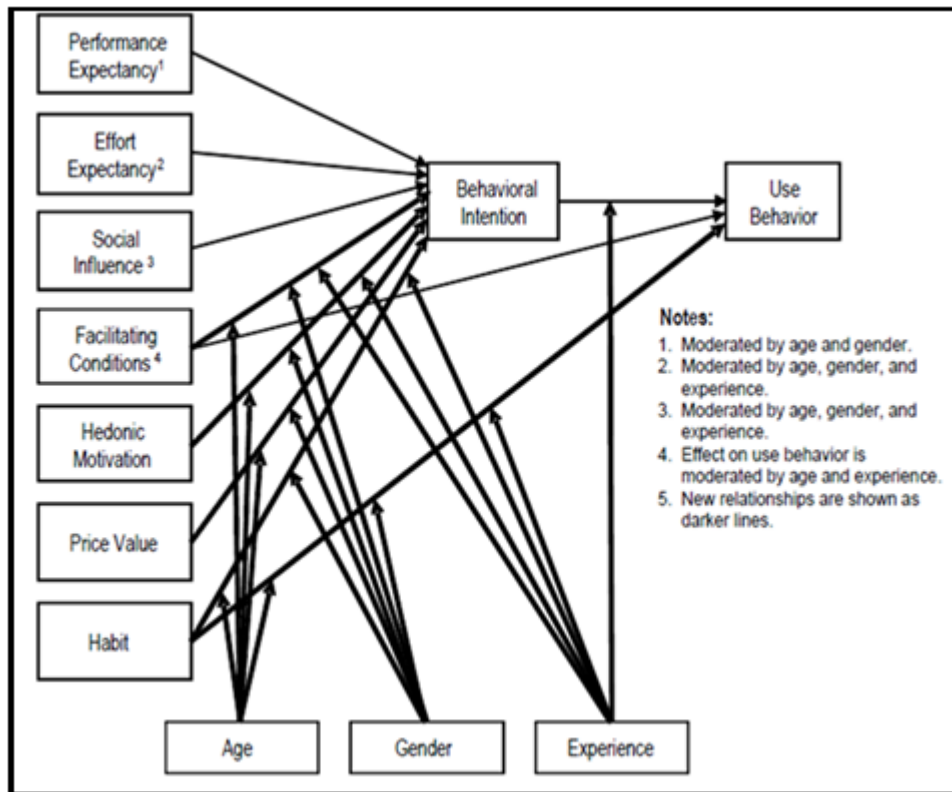 Performance
Expectancy¹
Effort
Expectancy²
Social
Influence ³
Facilitating
Conditions ⁴
Hedonic
Motivation
Price Value
Habit
Behavioral
Intention
Use
Behavior
Notes:
1. Moderated by age and gender.
2. Moderated by age, gender, and
experience.
3. Moderated by age, gender, and
experience.
4. Effect on use behavior is
moderated by age and experience.
5. New relationships are shown as
darker lines.
Age
Gender
Experience